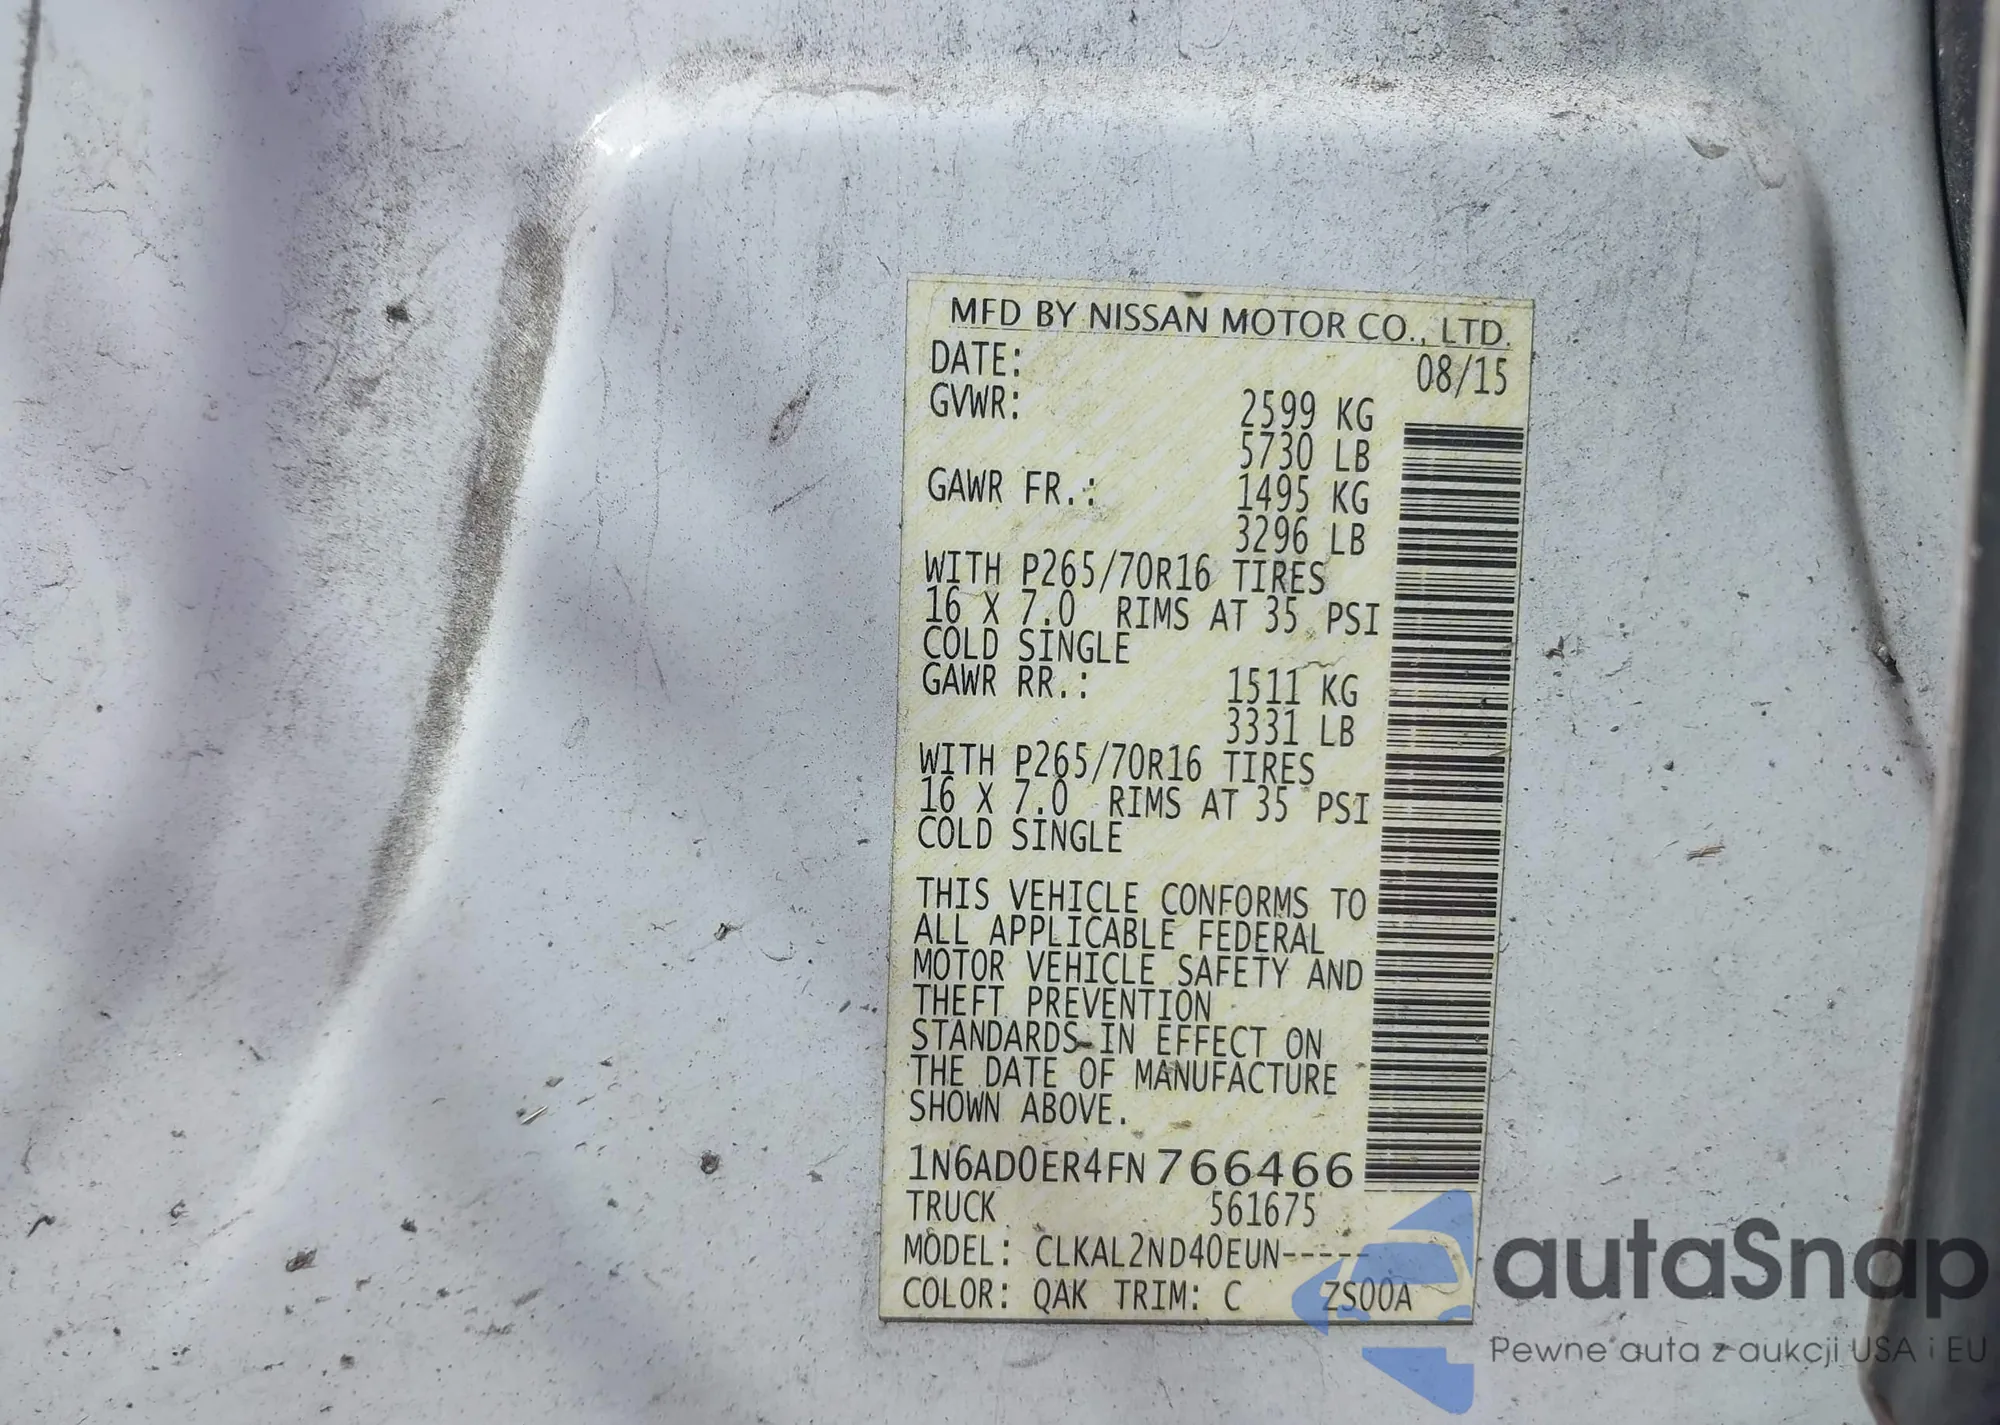 MFD BY NISSAN MOTOR CO., LTD.
DATE: 08/15
GVWR: 2599 KG
5730 LB
GAWR FR.: 1495 KG
3296 LB
WITH P265/70R16 TIRES
16 X 7.0 RIMS AT 35 PSI
COLD SINGLE
GAWR RR.: 1511 KG
3331 LB
WITH P265/70R16 TIRES
16 X 7.0 RIMS AT 35 PSI
COLD SINGLE
THIS VEHICLE CONFORMS TO
ALL APPLICABLE FEDERAL
MOTOR VEHICLE SAFETY AND
THEFT PREVENTION
STANDARDS IN EFFECT ON
THE DATE OF MANUFACTURE
SHOWN ABOVE.
1N6AD0ER4FN766466
TRUCK 561675
MODEL: CLKAL2ND40EUN-----
COLOR: QAK TRIM: C ZS00A
autaSnap
Pewne auta z aukcji USA i EU